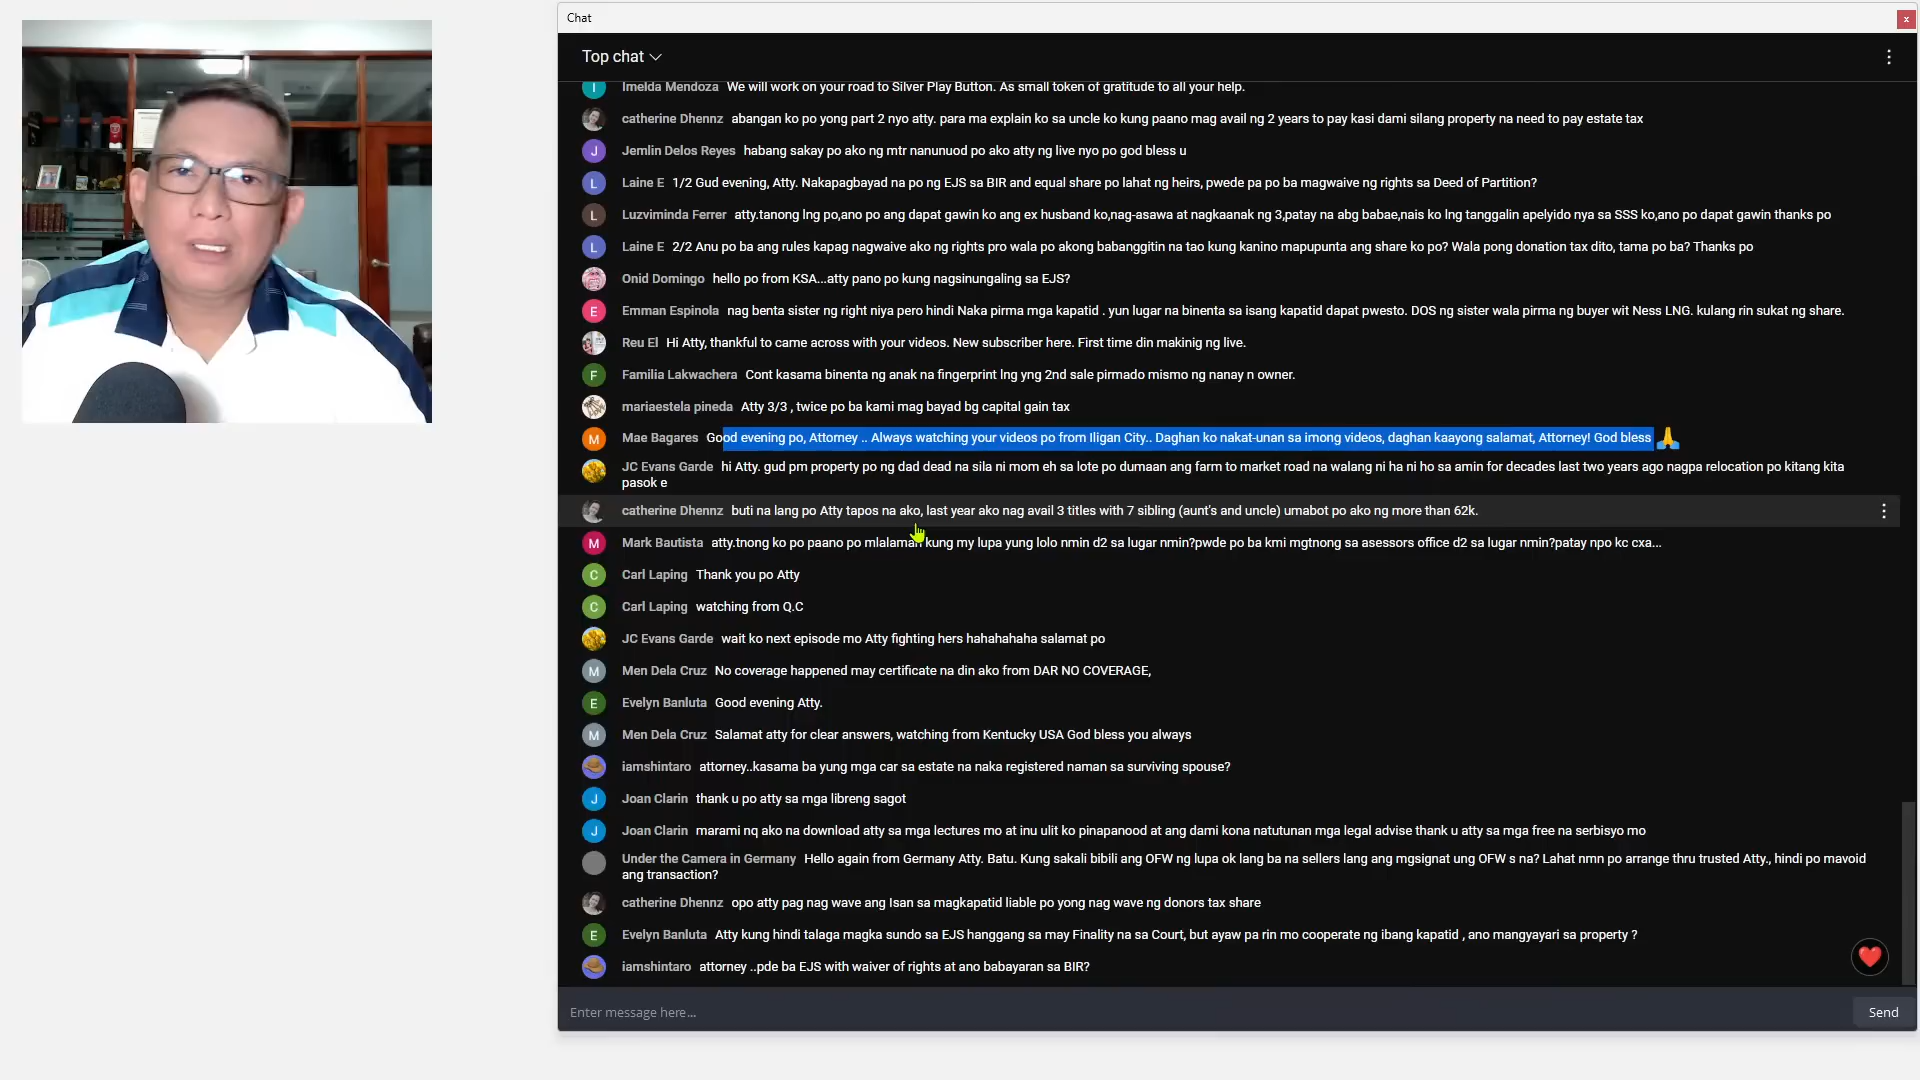 Chat
x
Top chat
I Imelda Mendoza We will work on your road to Silver Play Button. As small token of gratitude to all your help.
catherine Dhennz abangan ko po yong part 2 nyo atty. para ma explain ko sa uncle ko kung paano mag avail ng 2 years to pay kasi dami silang property na need to pay estate tax
J Jemlin Delos Reyes habang sakay po ako ng mtr nanunuod po ako atty ng live nyo po god bless u
L Laine E 1/2 Gud evening, Atty. Nakapagbayad na po ng EJS sa BIR and equal share po lahat ng heirs, pwede pa po ba magwaive ng rights sa Deed of Partition?
L Luzviminda Ferrer atty.tanong lng po,ano po ang dapat gawin ko ang ex husband ko,nag-asawa at nagkaanak ng 3,patay na abg babae,nais ko lng tanggalin apelyido nya sa SSS ko,ano po dapat gawin thanks po
L Laine E 2/2 Anu po ba ang rules kapag nagwaive ako ng rights pro wala po akong babanggitin na tao kung kanino mapupunta ang share ko po? Wala pong donation tax dito, tama po ba? Thanks po
Onid Domingo hello po from KSA...atty pano po kung nagsinungaling sa EJS?
E Emman Espinola nag benta sister ng right niya pero hindi Naka pirma mga kapatid . yun lugar na binenta sa isang kapatid dapat pwesto. DOS ng sister wala pirma ng buyer wit Ness LNG. kulang rin sukat ng share.
Reu El Hi Atty, thankful to came across with your videos. New subscriber here. First time din makinig ng live.
F Familia Lakwachera Cont kasama binenta ng anak na fingerprint lng yng 2nd sale pirmado mismo ng nanay n owner.
mariaestela pineda Atty 3/3 , twice po ba kami mag bayad bg capital gain tax
M Mae Bagares Good evening po, Attorney .. Always watching your videos po from Iligan City.. Daghan ko nakat-unan sa imong videos, daghan kaayong salamat, Attorney! God bless 🙏
JC Evans Garde hi Atty. gud pm property po ng dad dead na sila ni mom eh sa lote po dumaan ang farm to market road na walang ni ha ni ho sa amin for decades last two years ago nagpa relocation po kitang kita
pasok e
catherine Dhennz buti na lang po Atty tapos na ako, last year ako nag avail 3 titles with 7 sibling (aunt's and uncle) umabot po ako ng more than 62k.
M Mark Bautista atty.tnong ko po paano po mlalaman kung my lupa yung lolo nmin d2 sa lugar nmin?pwde po ba kmi mgtnong sa asessors office d2 sa lugar nmin?patay npo kc cxa...
C Carl Laping Thank you po Atty
C Carl Laping watching from Q.C
JC Evans Garde wait ko next episode mo Atty fighting hers hahahahaha salamat po
M Men Dela Cruz No coverage happened may certificate na din ako from DAR NO COVERAGE,
E Evelyn Banluta Good evening Atty.
M Men Dela Cruz Salamat atty for clear answers, watching from Kentucky USA God bless you always
iamshintaro attorney..kasama ba yung mga car sa estate na naka registered naman sa surviving spouse?
J Joan Clarin thank u po atty sa mga libreng sagot
J Joan Clarin marami nq ako na download atty sa mga lectures mo at inu ulit ko pinapanood at ang dami kona natutunan mga legal advise thank u atty sa mga free na serbisyo mo
Under the Camera in Germany Hello again from Germany Atty. Batu. Kung sakali bibili ang OFW ng lupa ok lang ba na sellers lang ang mgsignat ung OFW s na? Lahat nmn po arrange thru trusted Atty., hindi po mavoid
ang transaction?
catherine Dhennz opo atty pag nag wave ang Isan sa magkapatid liable po yong nag wave ng donors tax share
E Evelyn Banluta Atty kung hindi talaga magka sundo sa EJS hanggang sa may Finality na sa Court, but ayaw pa rin mo cooperate ng ibang kapatid , ano mangyayari sa property ?
iamshintaro attorney ..pde ba EJS with waiver of rights at ano babayaran sa BIR?
Enter message here...
Send